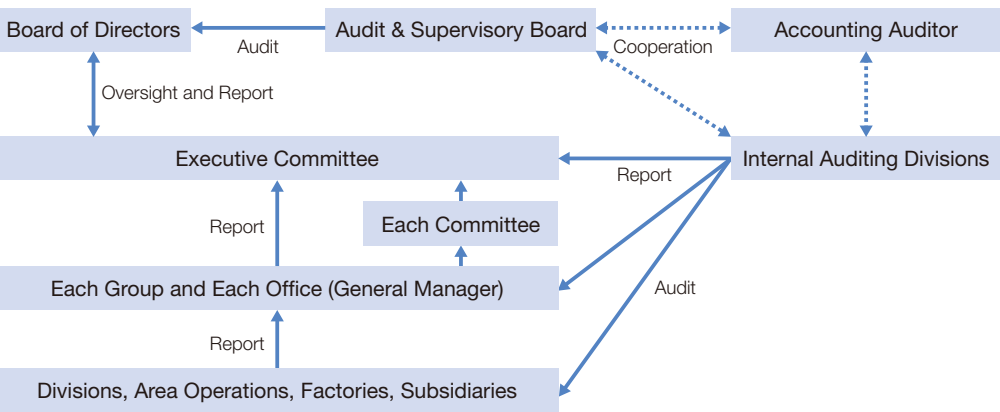 Board of Directors
Audit
Audit & Supervisory Board
Cooperation
Accounting Auditor
Oversight and Report
Executive Committee
Report
Internal Auditing Divisions
Report
Each Committee
Each Group and Each Office (General Manager)
Audit
Report
Divisions, Area Operations, Factories, Subsidiaries